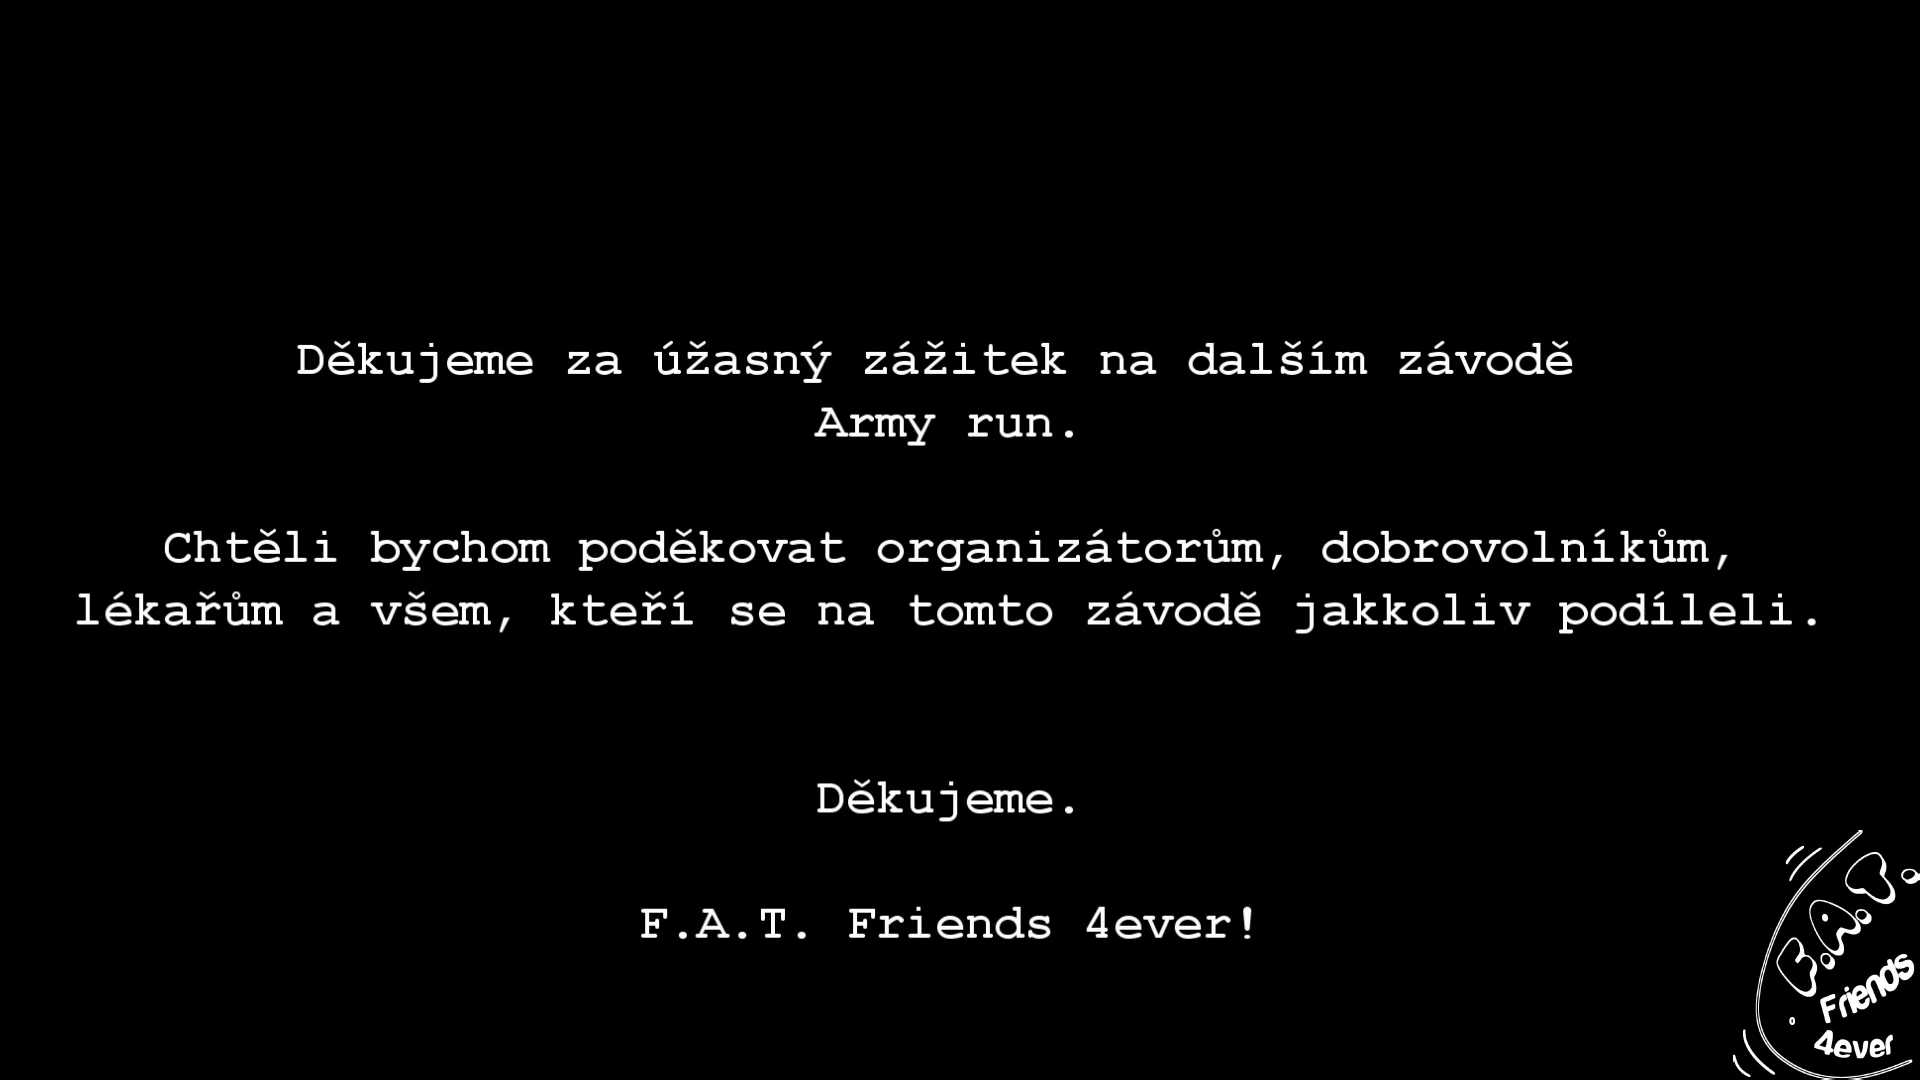 Děkujeme za úžasný zážitek na dalším závodě
Army run.
Chtěli bychom poděkovat organizátorům, dobrovolníkům,
lékařům a všem, kteří se na tomto závodě jakkoliv podíleli.
Děkujeme.
F.A.T. Friends 4ever!
F.A.T.
Friends
4ever